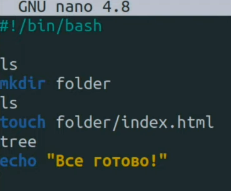 GNU nano 4.8
#!/bin/bash
ls
mkdir folder
ls
touch folder/index.html
tree
echo "Все готово!"